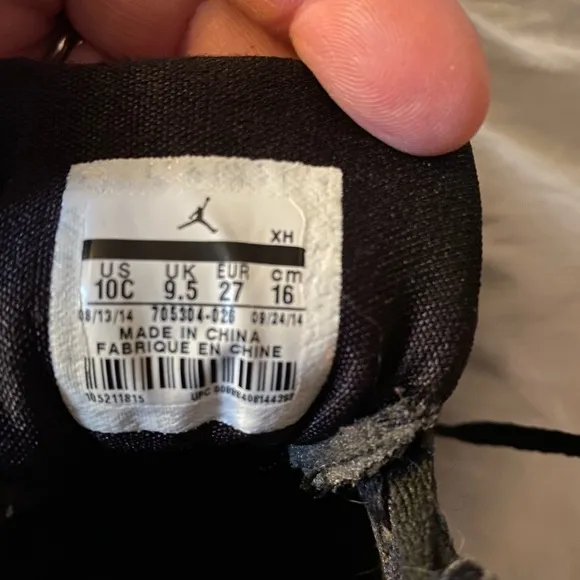 XH
US UK EUR cm
10C 9.5 27 16
08/13/14 705304-026 09/24/14
MADE IN CHINA
FABRIQUE EN CHINE
105211815 UPC